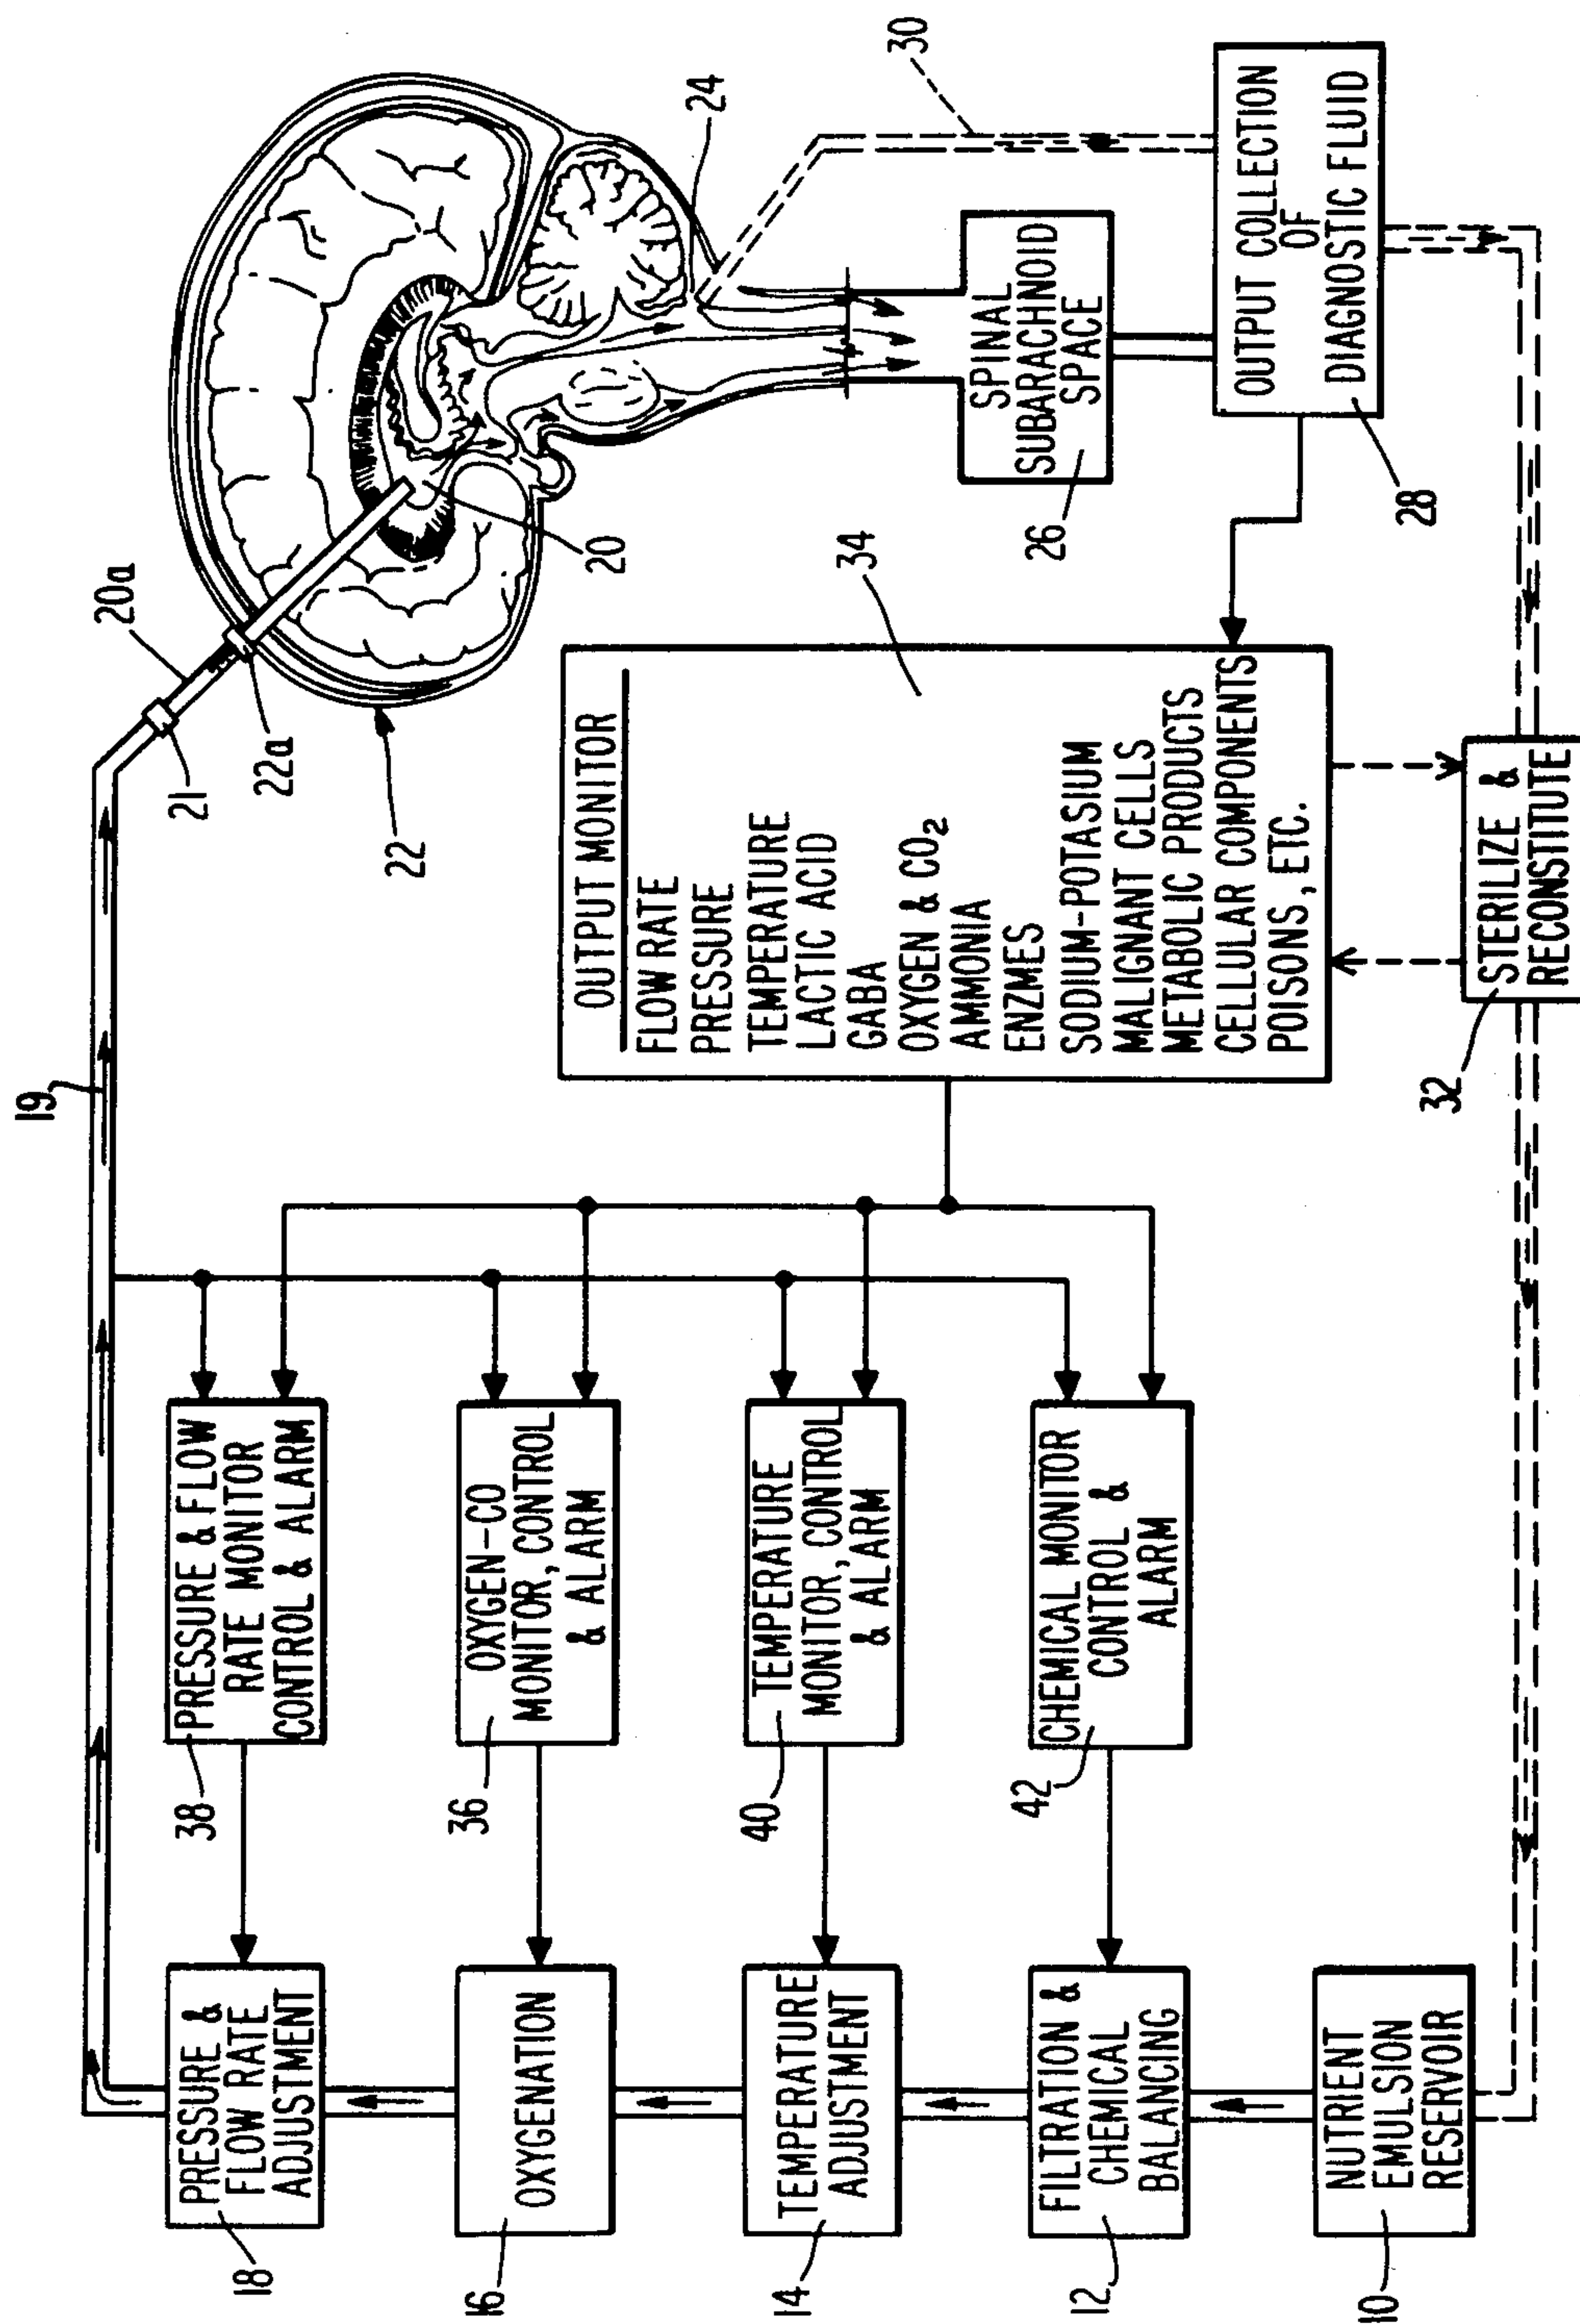 19
20a
21
22a
22
20
24
30
PRESSURE &
FLOW RATE
ADJUSTMENT
18
PRESSURE & FLOW
RATE MONITOR
CONTROL & ALARM
38
OXYGENATION
16
OXYGEN-CO
MONITOR, CONTROL
& ALARM
36
TEMPERATURE
ADJUSTMENT
14
TEMPERATURE
MONITOR, CONTROL
& ALARM
40
FILTRATION &
CHEMICAL
BALANCING
12
CHEMICAL MONITOR
CONTROL &
ALARM
42
NUTRIENT
EMULSION
RESERVOIR
10
OUTPUT MONITOR
FLOW RATE
PRESSURE
TEMPERATURE
LACTIC ACID
GABA
OXYGEN & CO2
AMMONIA
ENZMES
SODIUM-POTASIUM
MALIGNANT CELLS
METABOLIC PRODUCTS
CELLULAR COMPONENTS
POISONS, ETC.
34
SPINAL
SUBARACHNOID
SPACE
26
OUTPUT COLLECTION
OF
DIAGNOSTIC FLUID
28
STERILIZE &
RECONSTITUTE
32